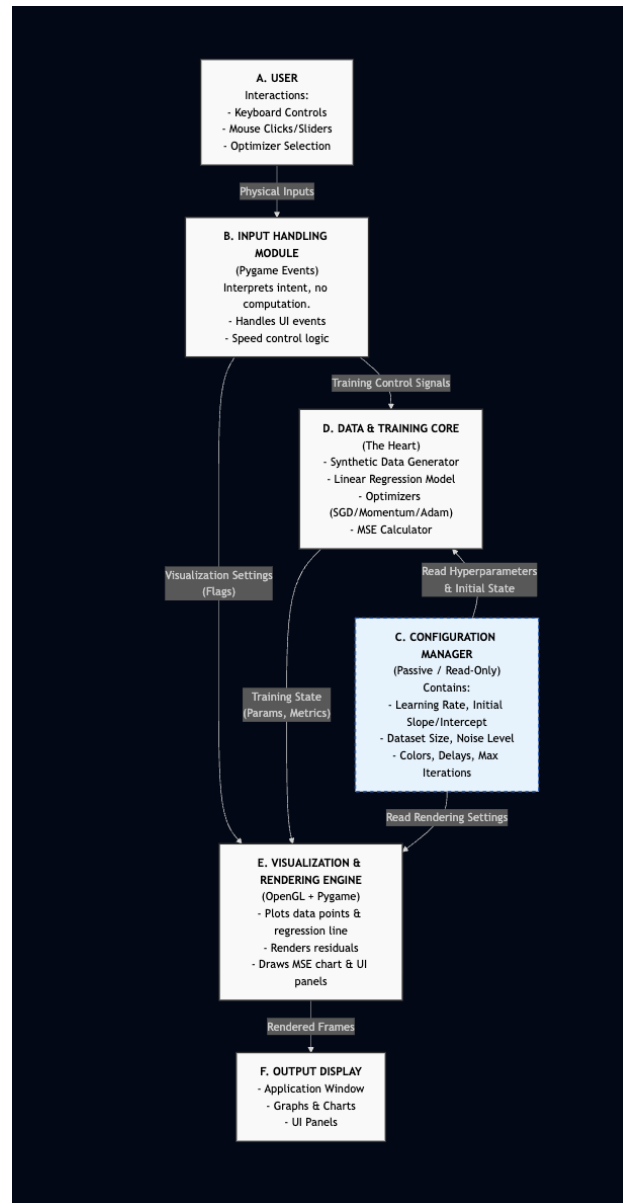 A. USER
Interactions:
- Keyboard Controls
- Mouse Clicks/Sliders
- Optimizer Selection
Physical Inputs
B. INPUT HANDLING
MODULE
(Pygame Events)
Interprets intent, no
computation.
- Handles UI events
- Speed control logic
Training Control Signals
D. DATA & TRAINING CORE
(The Heart)
- Synthetic Data Generator
- Linear Regression Model
- Optimizers
(SGD/Momentum/Adam)
- MSE Calculator
Visualization Settings
(Flags)
Read Hyperparameters
& Initial State
C. CONFIGURATION
MANAGER
(Passive / Read-Only)
Contains:
- Learning Rate, Initial
Slope/Intercept
- Dataset Size, Noise Level
- Colors, Delays, Max
Iterations
Training State
(Params, Metrics)
Read Rendering Settings
E. VISUALIZATION &
RENDERING ENGINE
(OpenGL + Pygame)
- Plots data points &
regression line
- Renders residuals
- Draws MSE chart & UI
panels
Rendered Frames
F. OUTPUT DISPLAY
- Application Window
- Graphs & Charts
- UI Panels